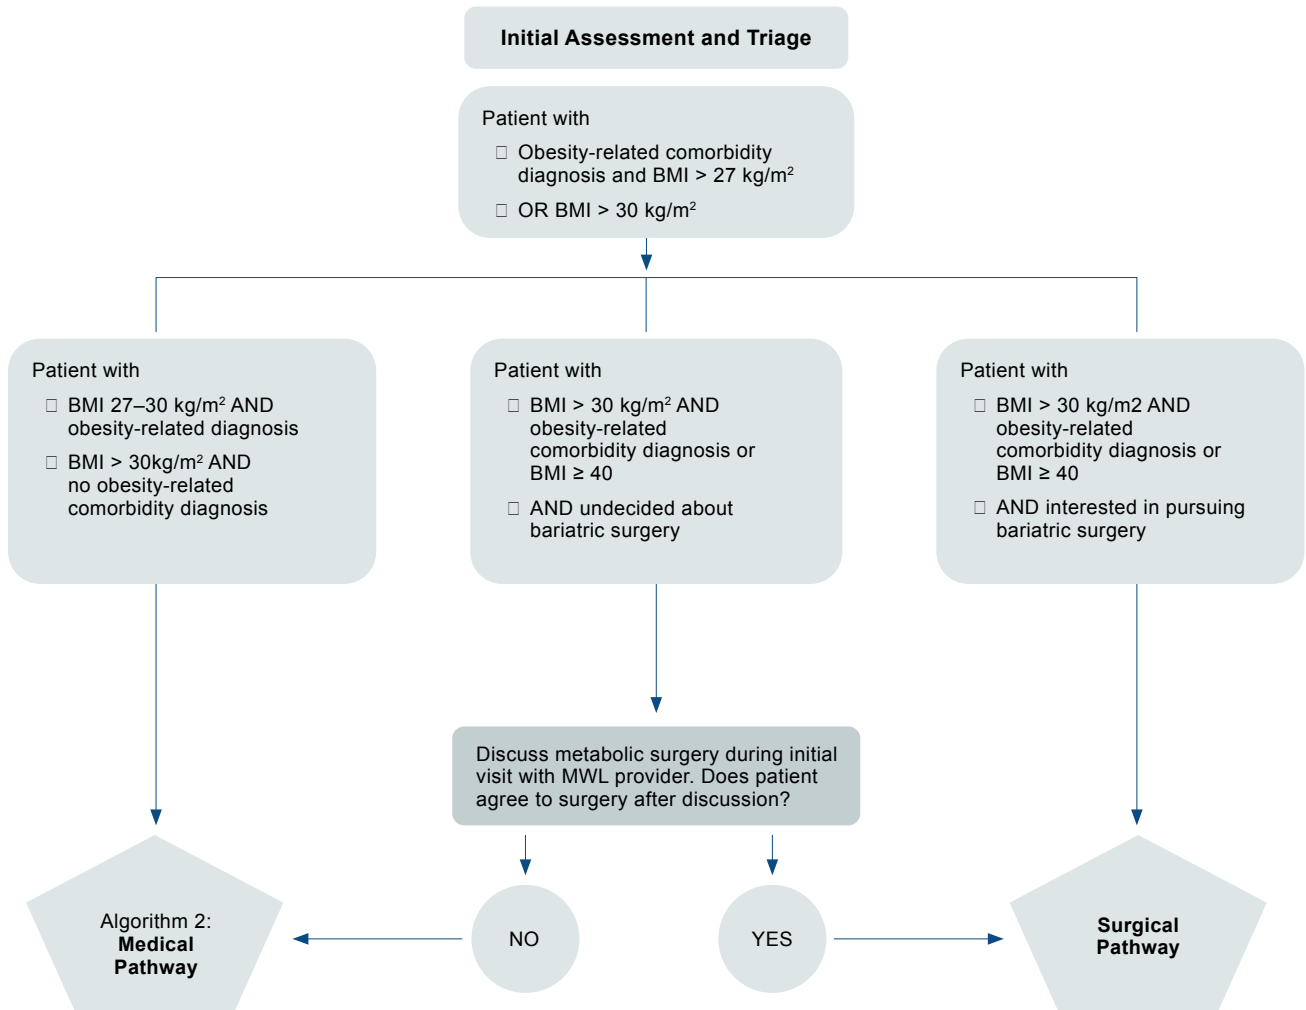 Initial Assessment and Triage
Patient with
□ Obesity-related comorbidity
diagnosis and BMI > 27 kg/m²
□ OR BMI > 30 kg/m²
Patient with
□ BMI 27–30 kg/m² AND
obesity-related diagnosis
□ BMI > 30kg/m² AND
no obesity-related
comorbidity diagnosis
Patient with
□ BMI > 30 kg/m² AND
obesity-related
comorbidity diagnosis or
BMI ≥ 40
□ AND undecided about
bariatric surgery
Patient with
□ BMI > 30 kg/m2 AND
obesity-related
comorbidity diagnosis or
BMI ≥ 40
□ AND interested in pursuing
bariatric surgery
Discuss metabolic surgery during initial
visit with MWL provider. Does patient
agree to surgery after discussion?
Algorithm 2:
Medical
Pathway
NO
YES
Surgical
Pathway